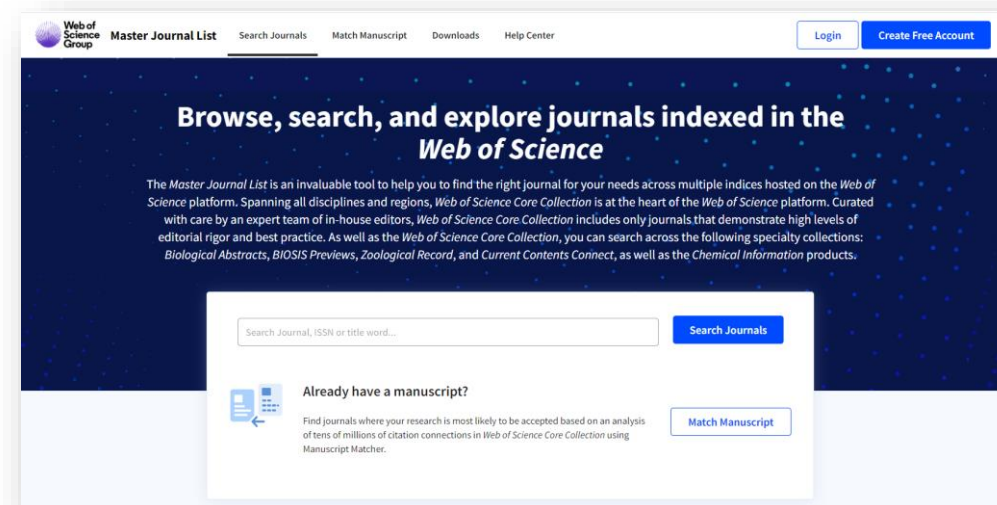 Web of
Science
Group
Master Journal List
Search Journals
Match Manuscript
Downloads
Help Center
Login
Create Free Account
Browse, search, and explore journals indexed in the
Web of Science
The Master Journal List is an invaluable tool to help you to find the right journal for your needs across multiple indices hosted on the Web of
Science platform. Spanning all disciplines and regions, Web of Science Core Collection is at the heart of the Web of Science platform. Curated
with care by an expert team of in-house editors, Web of Science Core Collection includes only journals that demonstrate high levels of
editorial rigor and best practice. As well as the Web of Science Core Collection, you can search across the following specialty collections:
Biological Abstracts, BIOSIS Previews, Zoological Record, and Current Contents Connect, as well as the Chemical Information products.
Search Journal, ISSN or title word...
Search Journals
Already have a manuscript?
Find journals where your research is most likely to be accepted based on an analysis
of tens of millions of citation connections in Web of Science Core Collection using
Manuscript Matcher.
Match Manuscript